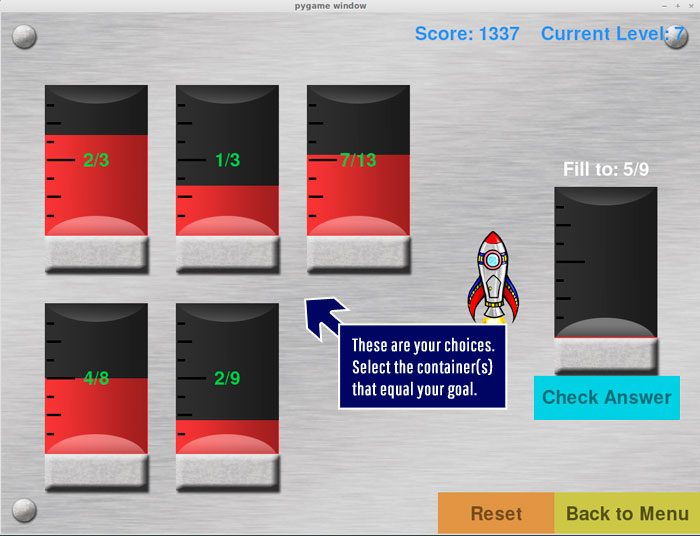 pygame window
Score: 1337 Current Level: 7
2/3
1/3
7/13
Fill to: 5/9
These are your choices.
Select the container(s)
that equal your goal.
4/8
2/9
Check Answer
Reset
Back to Menu